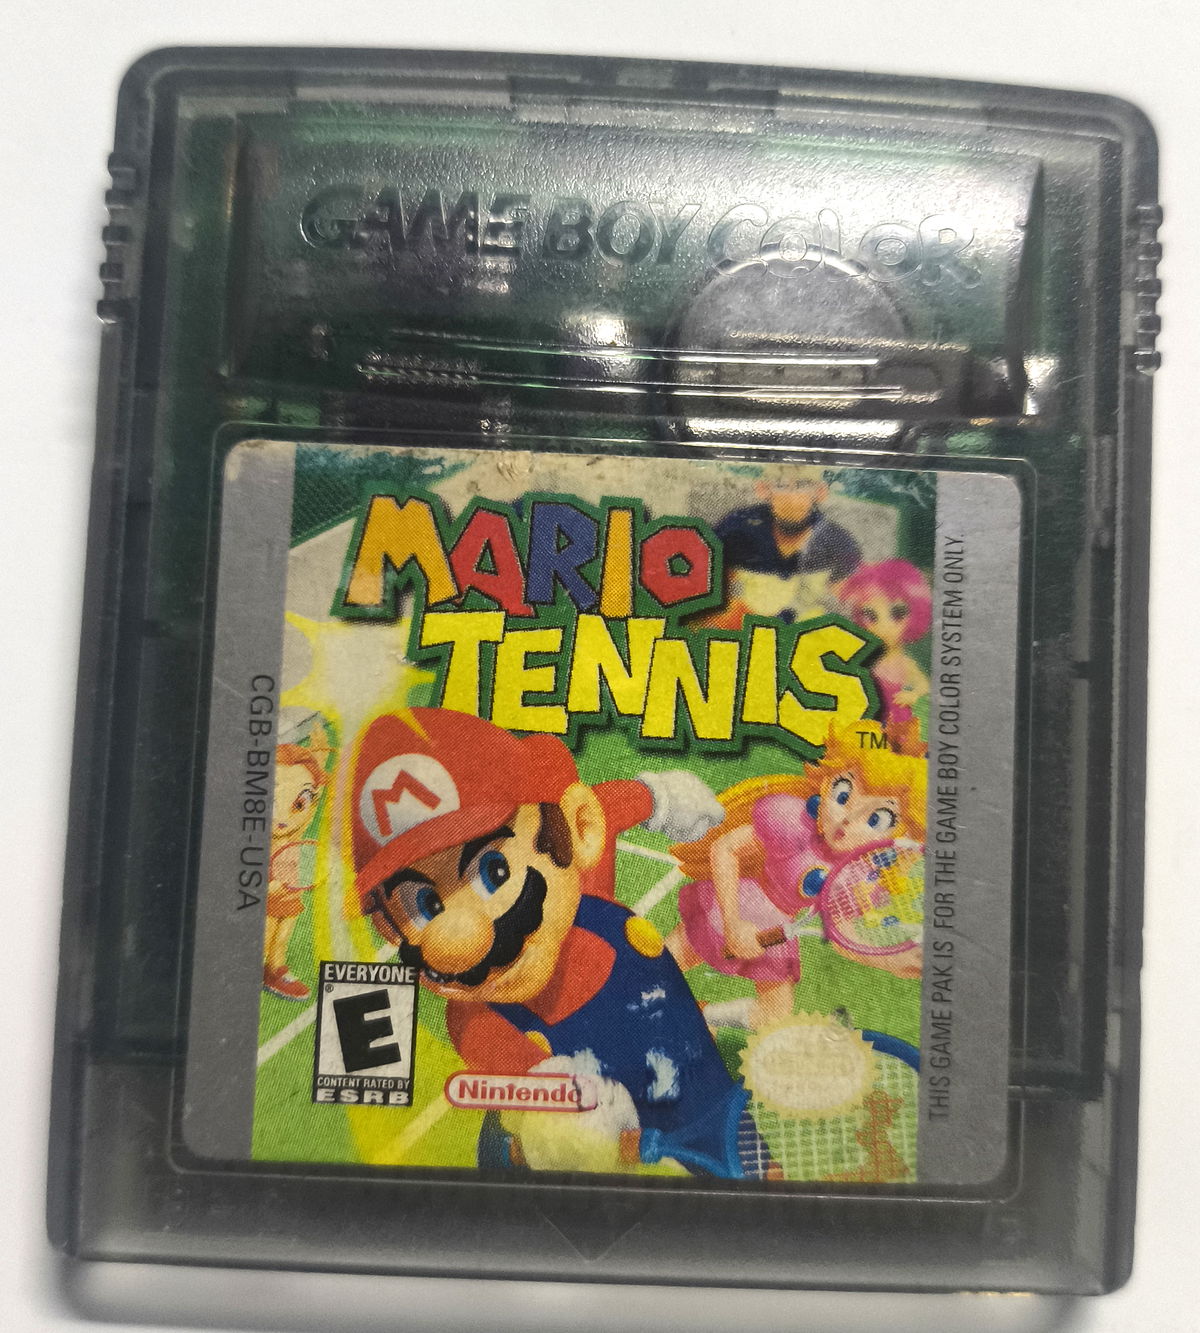 GAME BOY COLOR
MARIO
TENNIS
TM
CGB-BM8E-USA
THIS GAME PAK IS FOR THE GAME BOY COLOR SYSTEM ONLY.
M
EVERYONE
®
E
CONTENT RATED BY
ESRB
Nintendo